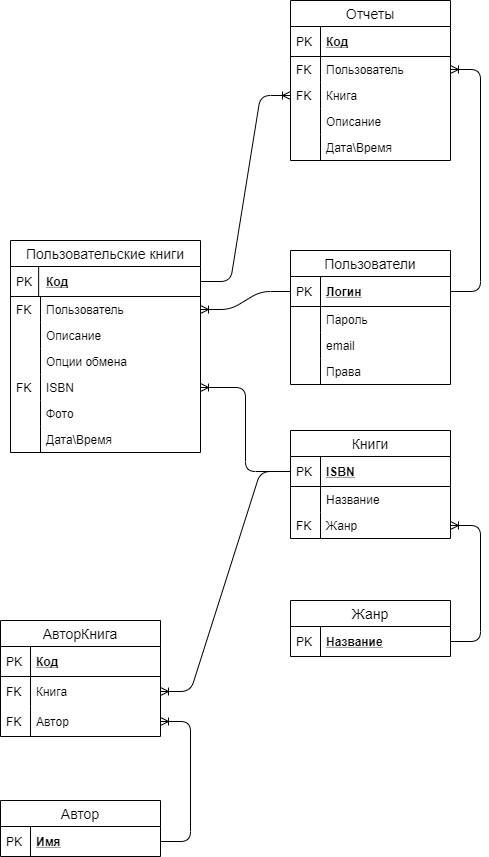 Отчеты
PK Код
FK Пользователь
FK Книга
Описание
Дата\Время
Пользовательские книги
PK Код
FK Пользователь
Описание
Опции обмена
FK ISBN
Фото
Дата\Время
Пользователи
PK Логин
Пароль
email
Права
Книги
PK ISBN
Название
FK Жанр
Жанр
PK Название
АвторКнига
PK Код
FK Книга
FK Автор
Автор
PK Имя